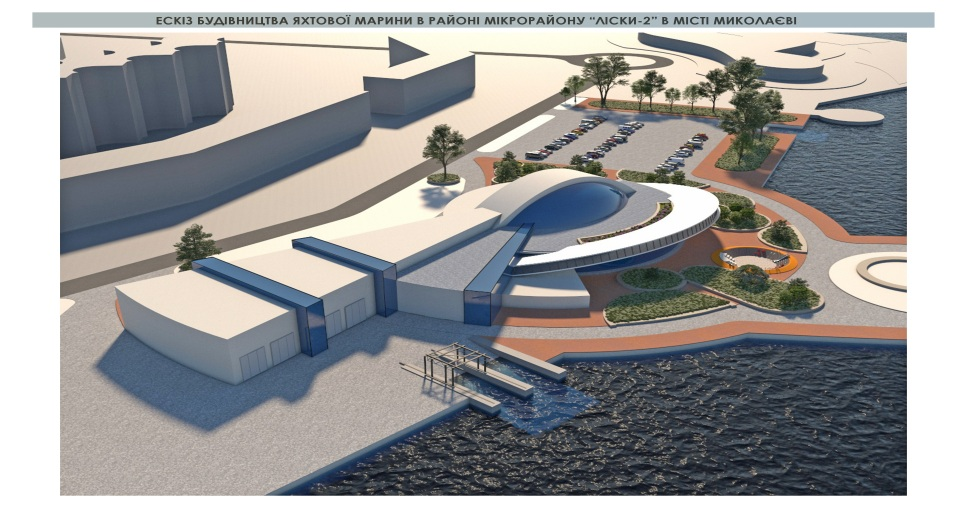 ЕСКІЗ БУДІВНИЦТВА ЯХТОВОЇ МАРИНИ В РАЙОНІ МІКРОРАЙОНУ "ЛІСКИ-2" В МІСТІ МИКОЛАЄВІ